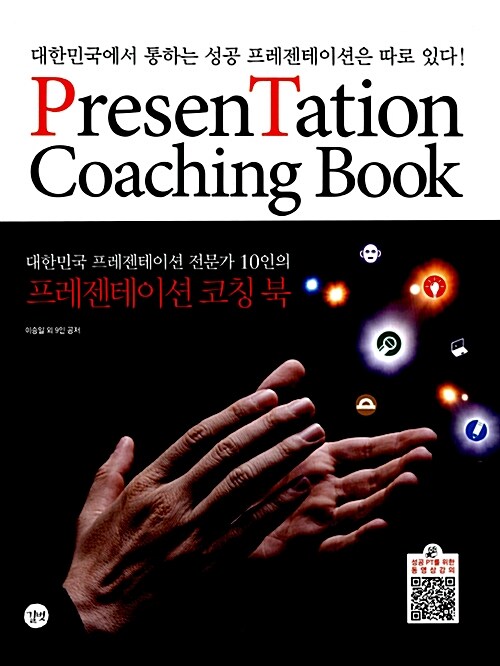 대한민국에서 통하는 성공 프레젠테이션은 따로 있다!
PresenTation
Coaching Book
대한민국 프레젠테이션 전문가 10인의
프레젠테이션 코칭 북
이승일 외 9인 공저
성공 PT를 위한
동영상강의
길벗